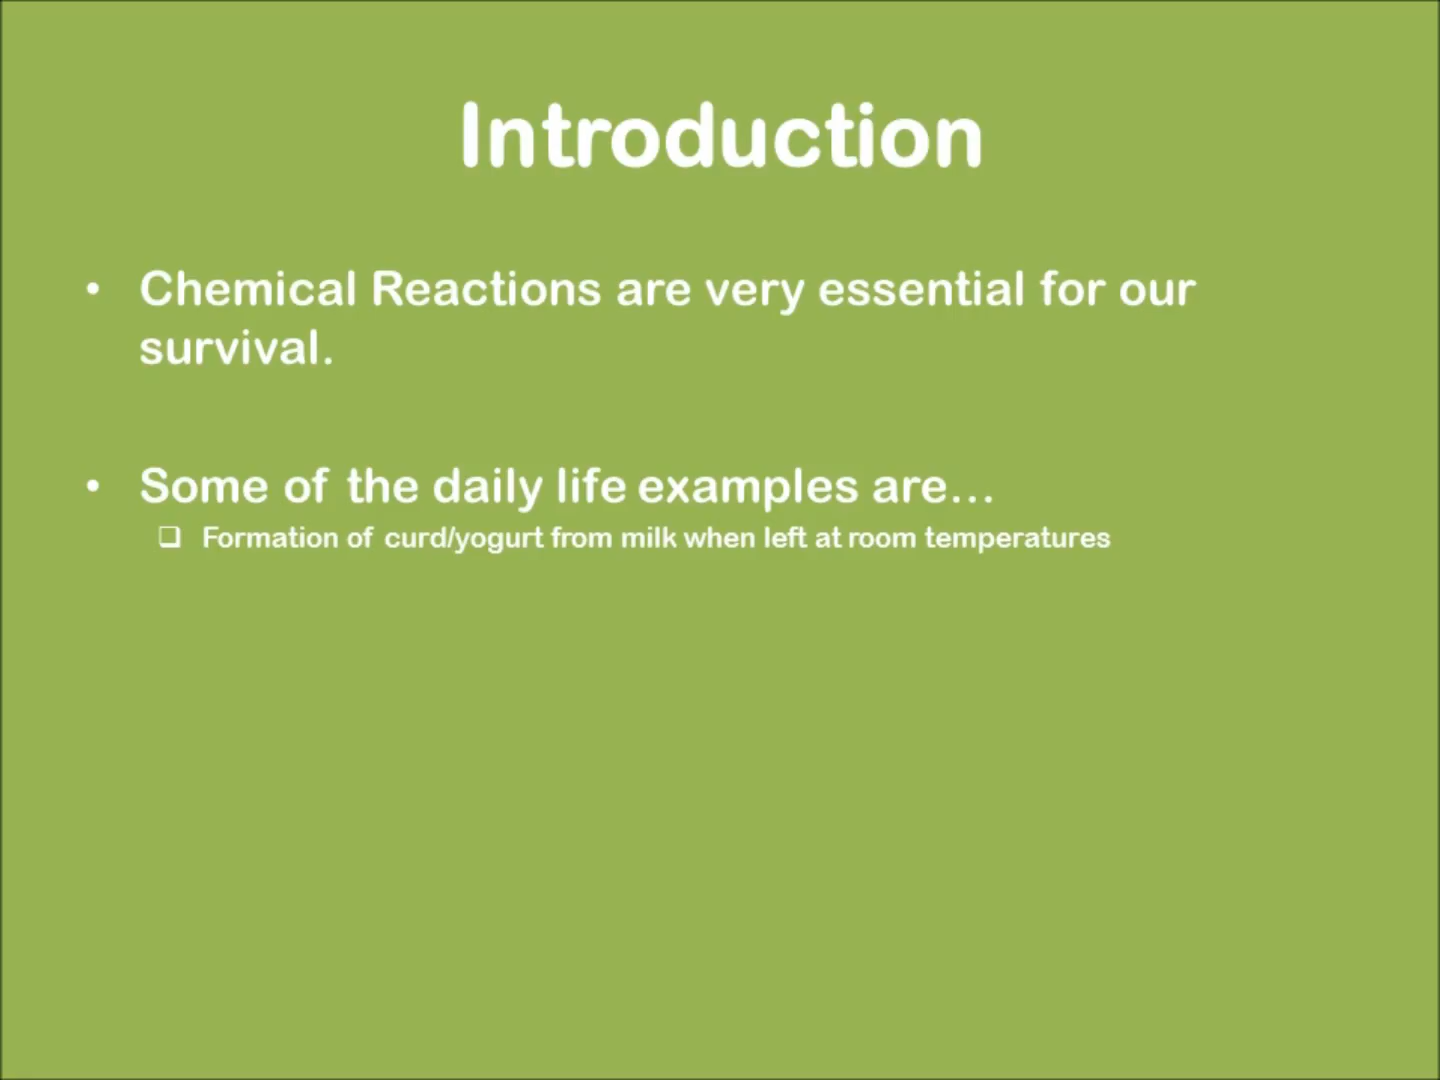 Introduction
• Chemical Reactions are very essential for our
survival.
• Some of the daily life examples are...
❑ Formation of curd/yogurt from milk when left at room temperatures